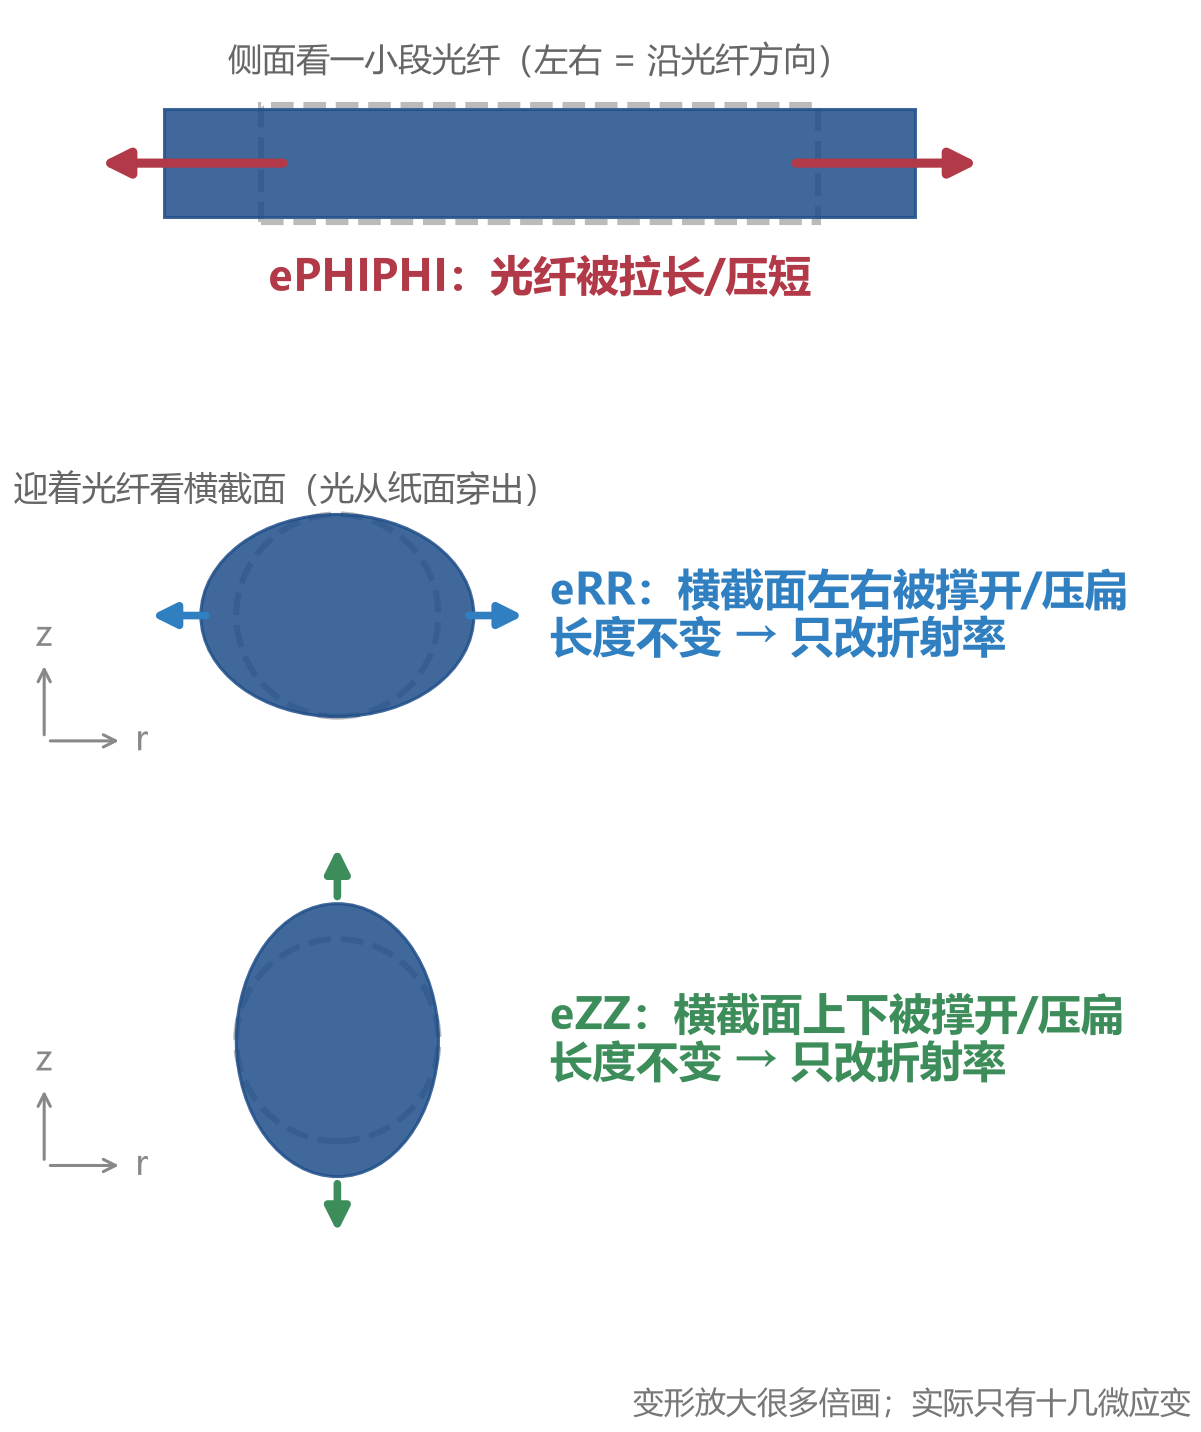 侧面看一小段光纤（左右 = 沿光纤方向）
ePHIPHI：光纤被拉长/压短
迎着光纤看横截面（光从纸面穿出）
eRR：横截面左右被撑开/压扁
长度不变 → 只改折射率
z
r
eZZ：横截面上下被撑开/压扁
长度不变 → 只改折射率
z
r
变形放大很多倍画；实际只有十几微应变